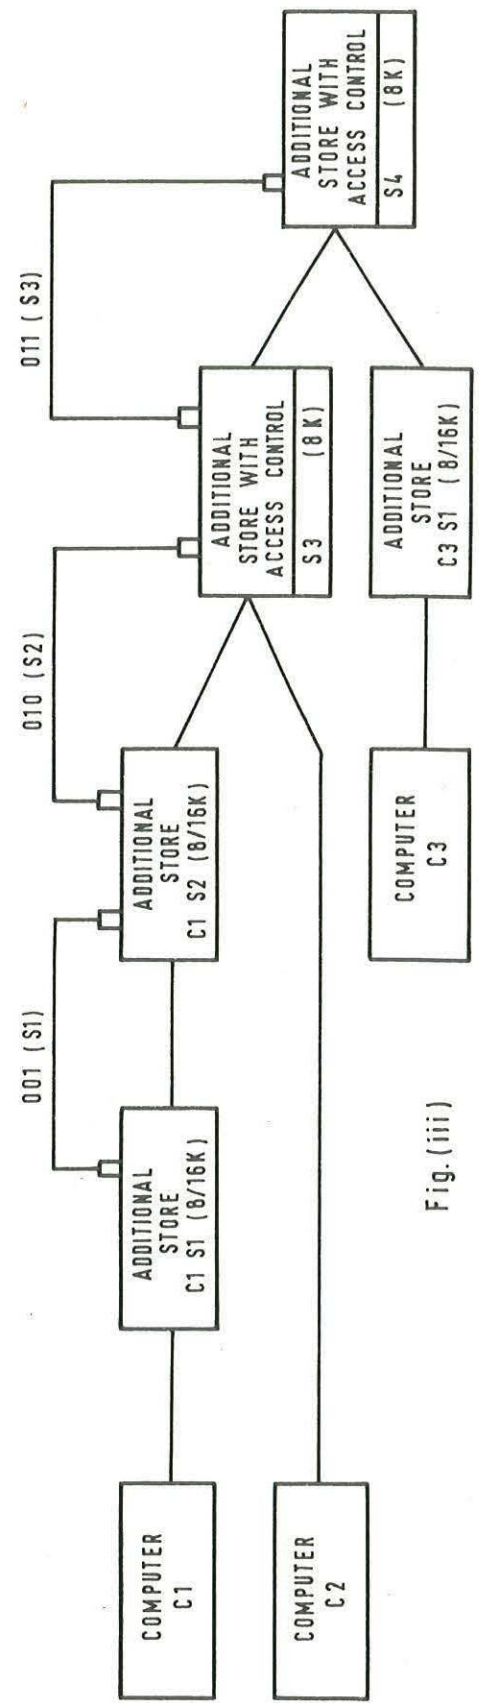 001 (S1)
010 (S2)
011 (S3)
COMPUTER
C1
ADDITIONAL
STORE
C1 S1 (8/16K)
ADDITIONAL
STORE
C1 S2 (8/16K)
ADDITIONAL
STORE WITH
ACCESS CONTROL
S3 (8K)
ADDITIONAL
STORE WITH
ACCESS CONTROL
S4 (8K)
COMPUTER
C2
COMPUTER
C3
ADDITIONAL
STORE
C3 S1 (8/16K)
Fig.(iii)